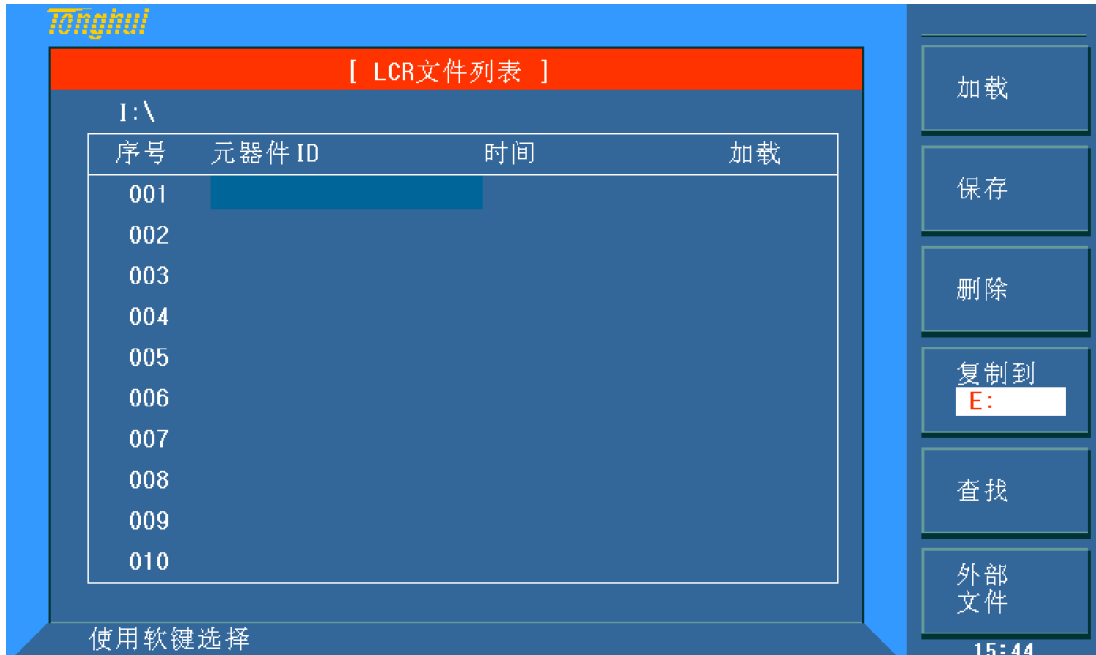 Tonghui
[ LCR文件列表 ]
I:\
序号 元器件ID 时间 加载
001
002
003
004
005
006
007
008
009
010
使用软键选择
加载
保存
删除
复制到
E:
查找
外部
文件
15:44